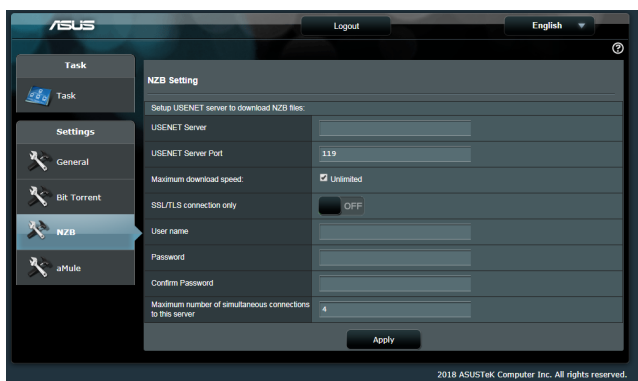 ASUS
Logout
English
Task
Task
Settings
General
Bit Torrent
NZB
aMule
NZB Setting
Setup USENET server to download NZB files:
USENET Server
USENET Server Port
119
Maximum download speed:
Unlimited
SSL/TLS connection only
OFF
User name
Password
Confirm Password
Maximum number of simultaneous connections
to this server
4
Apply
2018 ASUSTeK Computer Inc. All rights reserved.